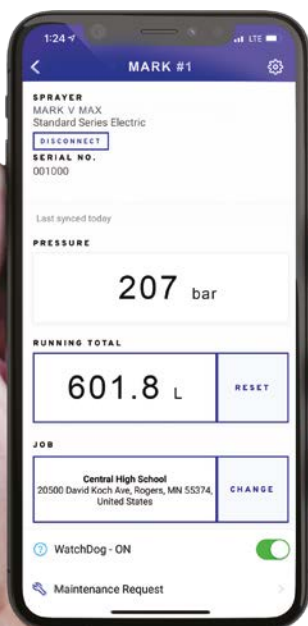 1:24
LTE
MARK #1
SPRAYER
MARK V MAX
Standard Series Electric
DISCONNECT
SERIAL NO.
001000
Last synced today
PRESSURE
207 bar
RUNNING TOTAL
601.8 L
RESET
JOB
Central High School
20500 David Koch Ave, Rogers, MN 55374,
United States
CHANGE
WatchDog - ON
Maintenance Request